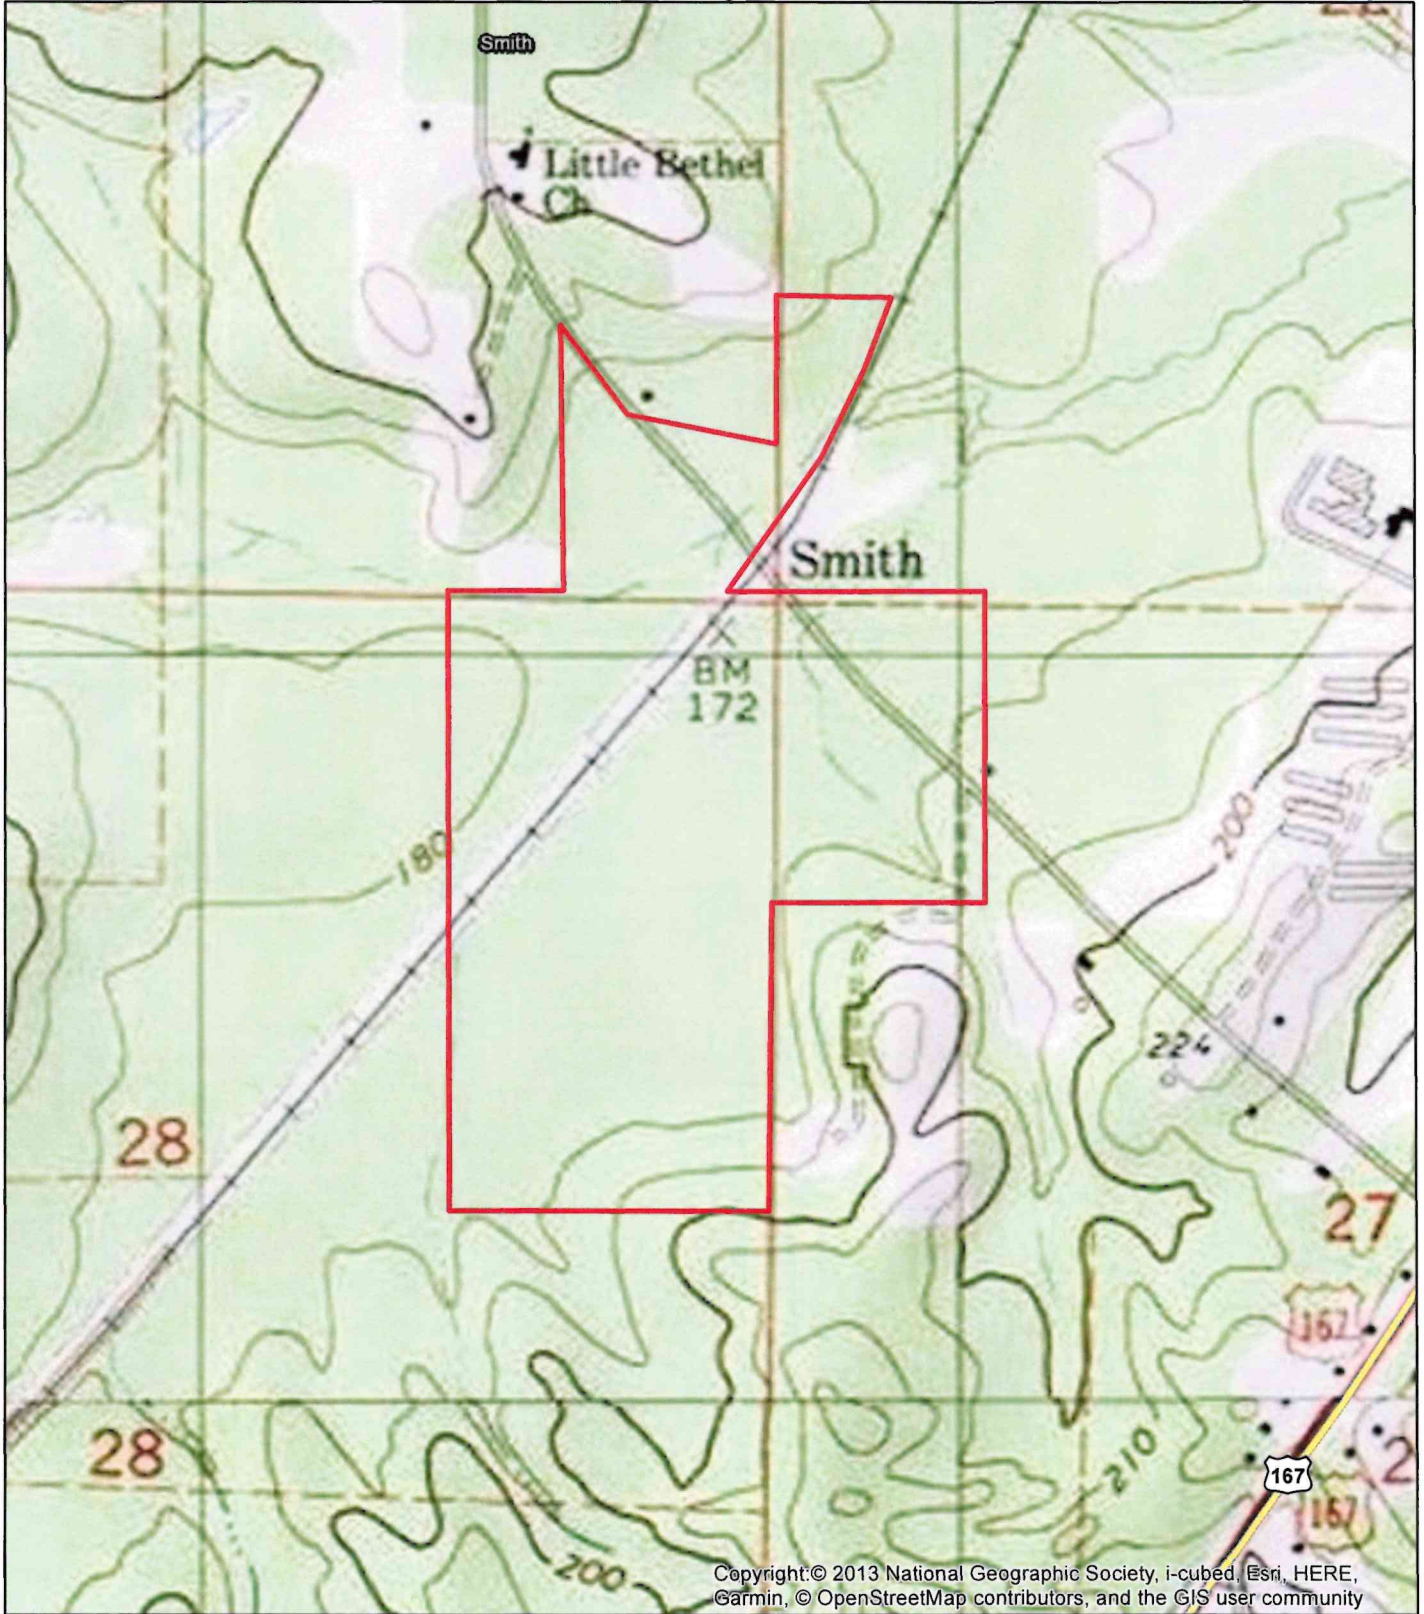 Smith
Little Bethel
Ch
Smith
BM
172
180
200
224
28
27
167
28
210
167
2
167
200
Copyright:© 2013 National Geographic Society, i-cubed, Esri, HERE,
Garmin, © OpenStreetMap contributors, and the GIS user community